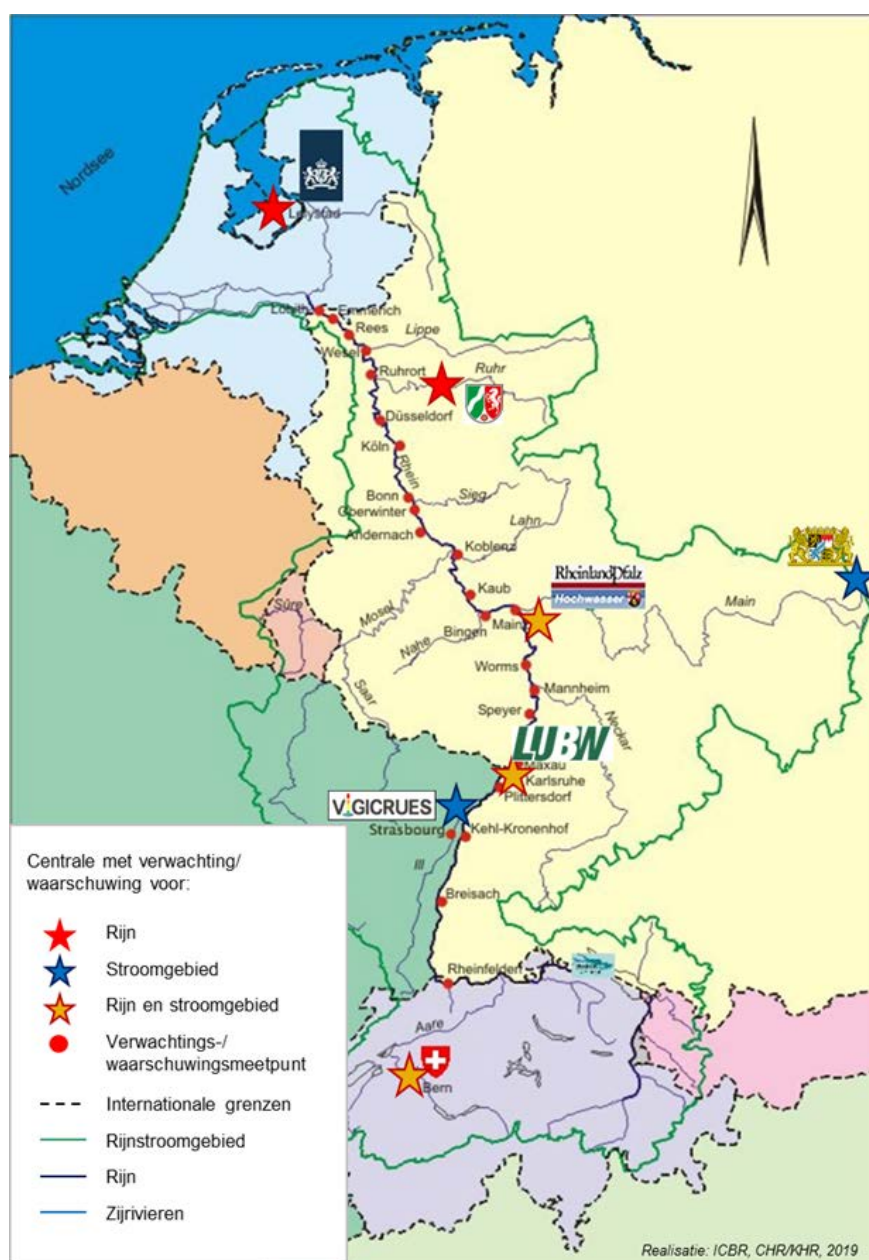 Nordsee
Lelystad
Lobith
Emmerich
Rees
Lippe
Wesel
Ruhrort
Ruhr
Düsseldorf
Köln
Rhein
Bonn
Sieg
Oberwinter
Lahn
Andernach
Koblenz
RheinlandPfalz
Hochwasser
Sûre
Mosel
Kaub
Main
Bingen
Main
Nahe
Worms
Saar
Mannheim
Speyer
Neckar
LUBW
Maxau
Karlsruhe
Plittersdorf
VIGICRUES
Strasbourg
Kehl-Kronenhof
Ill
Breisach
Rheinfelden
Aare
Bern
Centrale met verwachting/
waarschuwing voor:
Rijn
Stroomgebied
Rijn en stroomgebied
Verwachtings-/
waarschuwingsmeetpunt
Internationale grenzen
Rijnstroomgebied
Rijn
Zijrivieren
Realisatie: ICBR, CHR/KHR, 2019